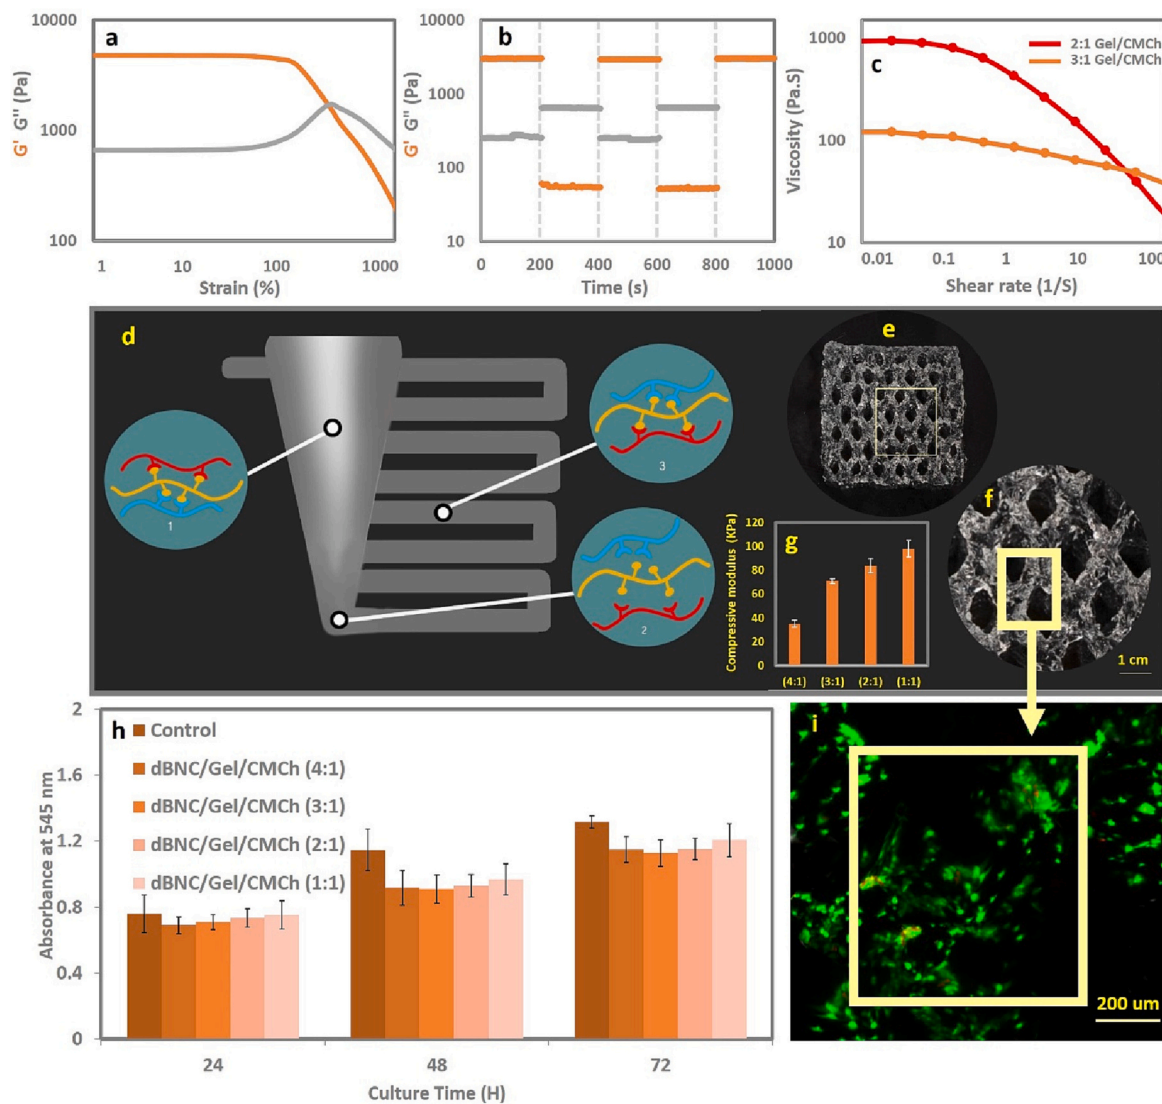 a
10000
1000
100
G' G'' (Pa)
1 10 100 1000
Strain (%)
b
10000
1000
100
10
G' G'' (Pa)
0 200 400 600 800 1000
Time (s)
c
2:1 Gel/CMCh
3:1 Gel/CMCh
1000
100
10
Viscosity (Pa.S)
0.01 0.1 1 10 100
Shear rate (1/S)
d
1
3
2
e
f
1 cm
g
120
100
80
60
40
20
0
Compressive modulus (KPa)
(4:1) (3:1) (2:1) (1:1)
h
Control
dBNC/Gel/CMCh (4:1)
dBNC/Gel/CMCh (3:1)
dBNC/Gel/CMCh (2:1)
dBNC/Gel/CMCh (1:1)
2
1.6
1.2
0.8
0.4
0
Absorbance at 545 nm
24 48 72
Culture Time (H)
i
200 um